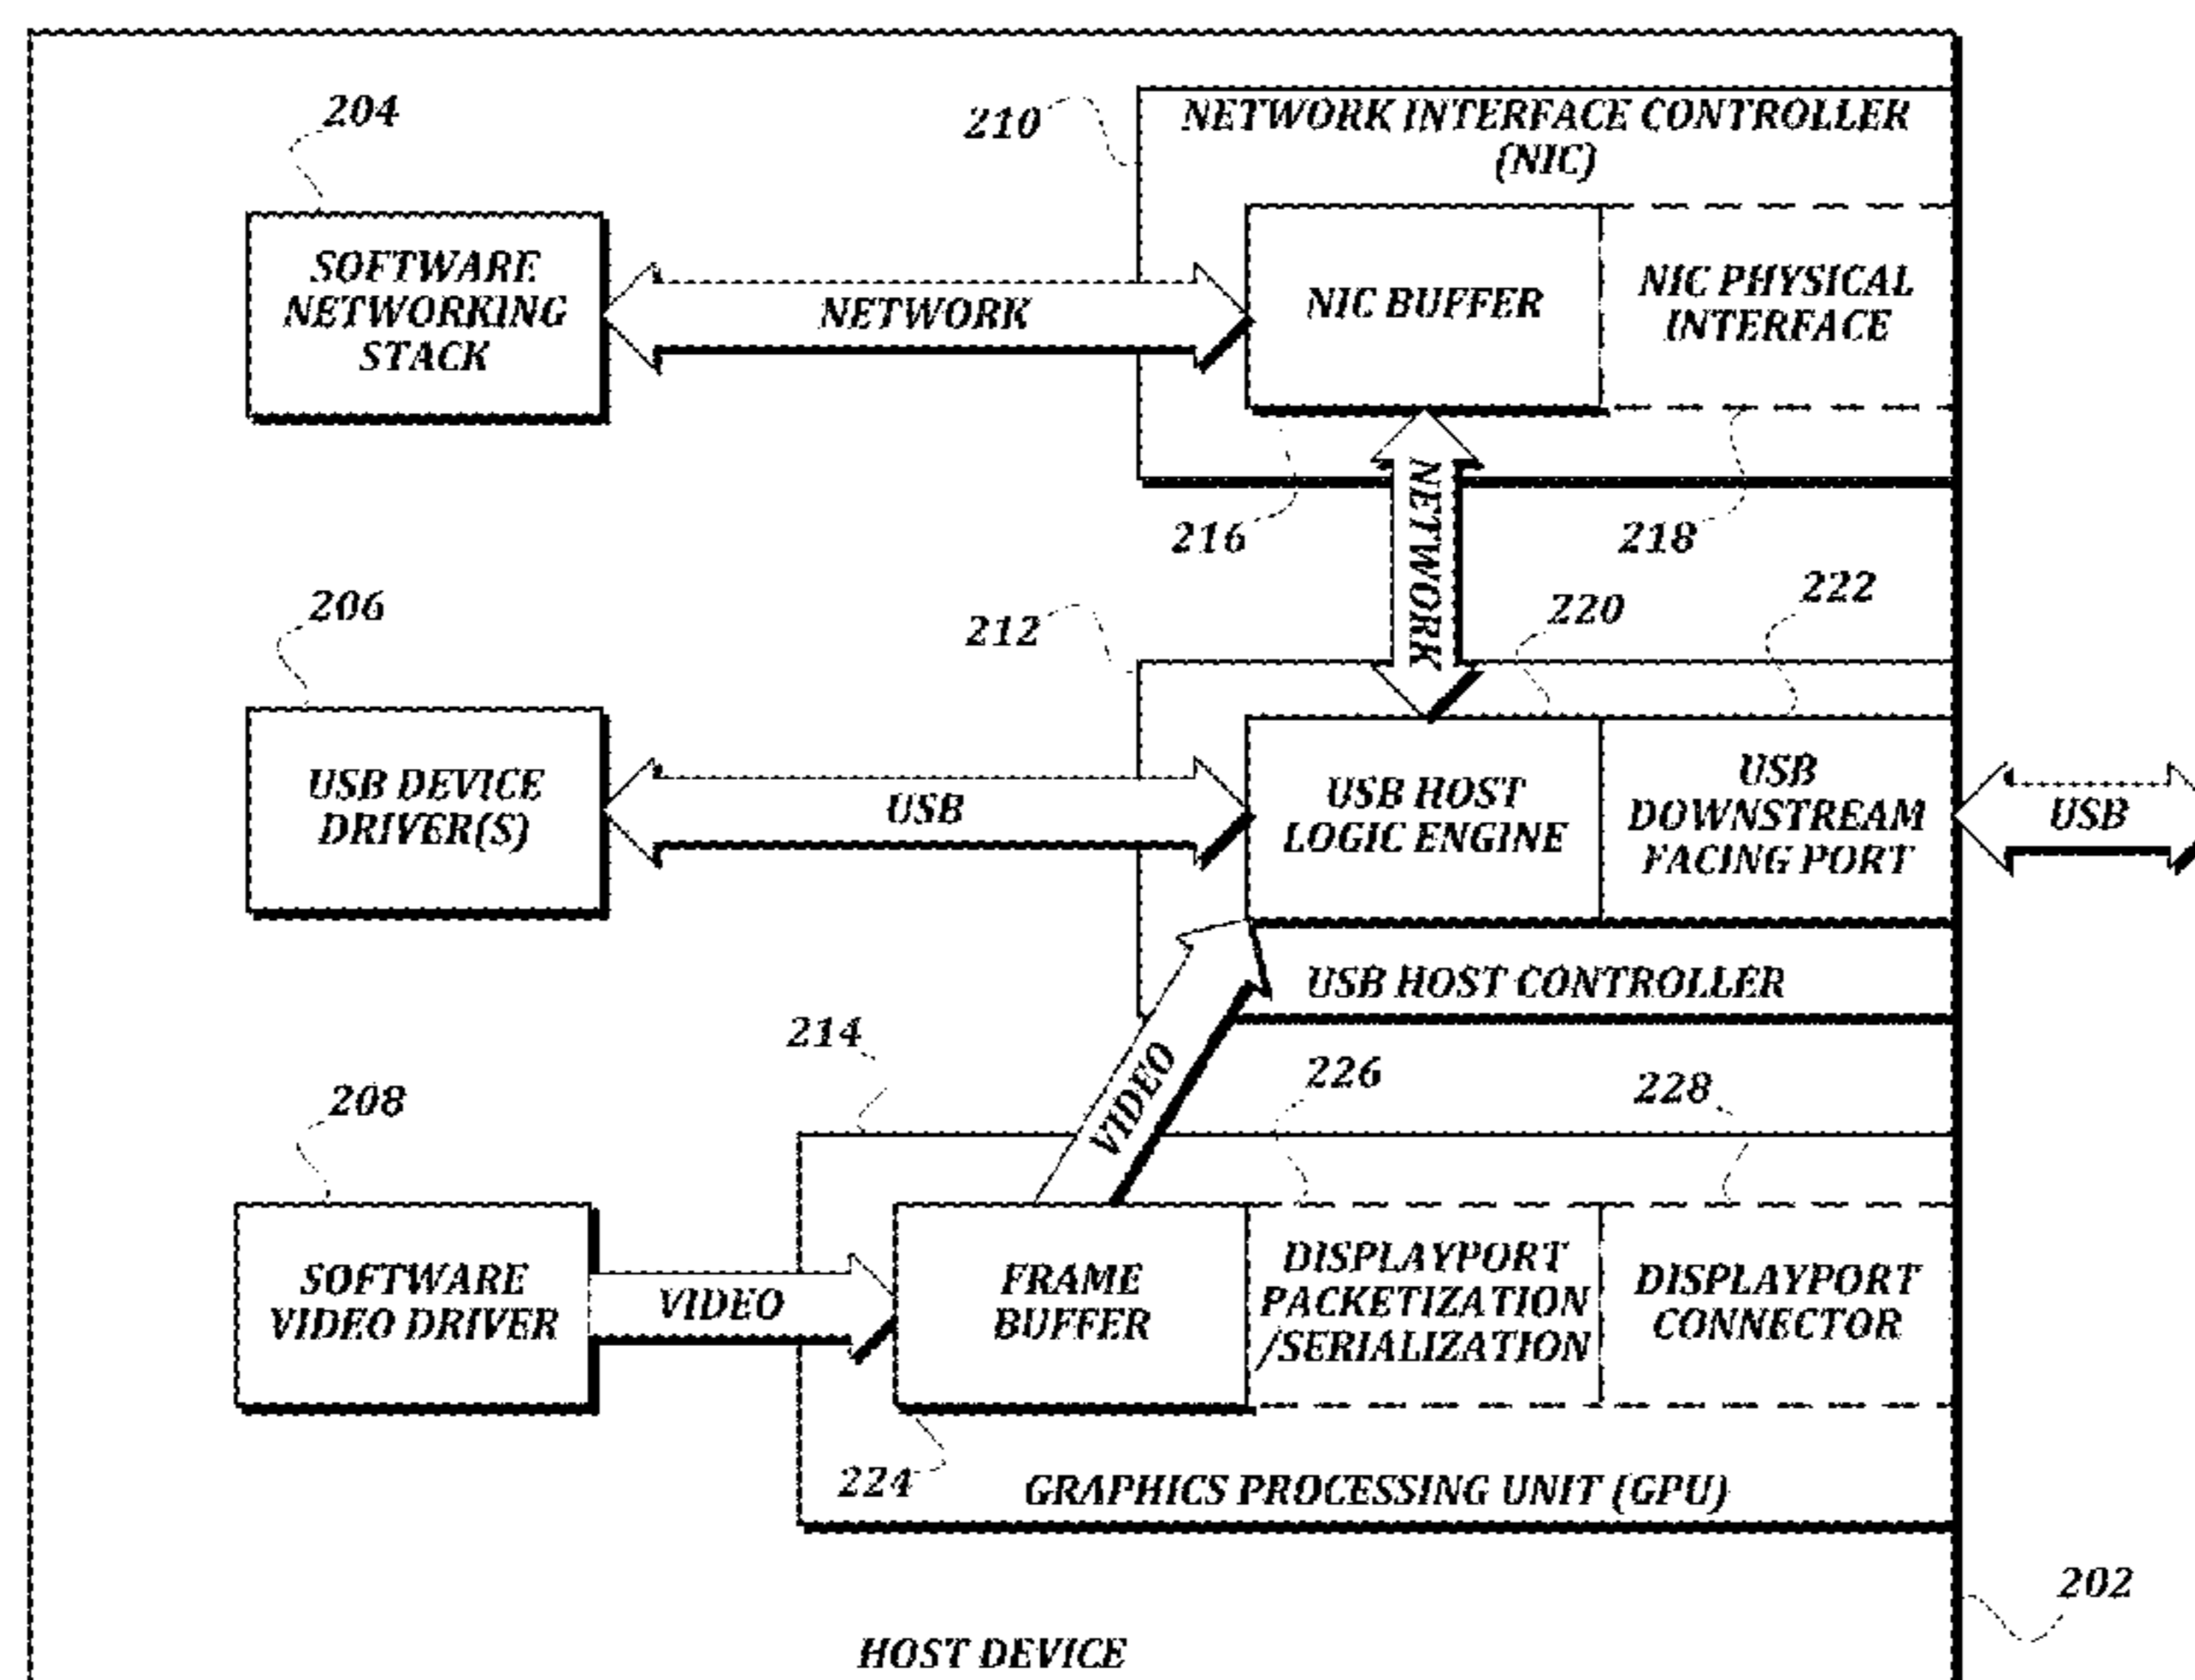 204
210
NETWORK INTERFACE CONTROLLER
(NIC)
SOFTWARE
NETWORKING
STACK
NETWORK
NIC BUFFER
NIC PHYSICAL
INTERFACE
NETWORK
216
218
206
212
220
222
USB DEVICE
DRIVER(S)
USB
USB HOST
LOGIC ENGINE
USB
DOWNSTREAM
FACING PORT
USB
USB HOST CONTROLLER
214
VIDEO
226
228
208
SOFTWARE
VIDEO DRIVER
VIDEO
FRAME
BUFFER
DISPLAYPORT
PACKETIZATION
/SERIALIZATION
DISPLAYPORT
CONNECTOR
224
GRAPHICS PROCESSING UNIT (GPU)
202
HOST DEVICE